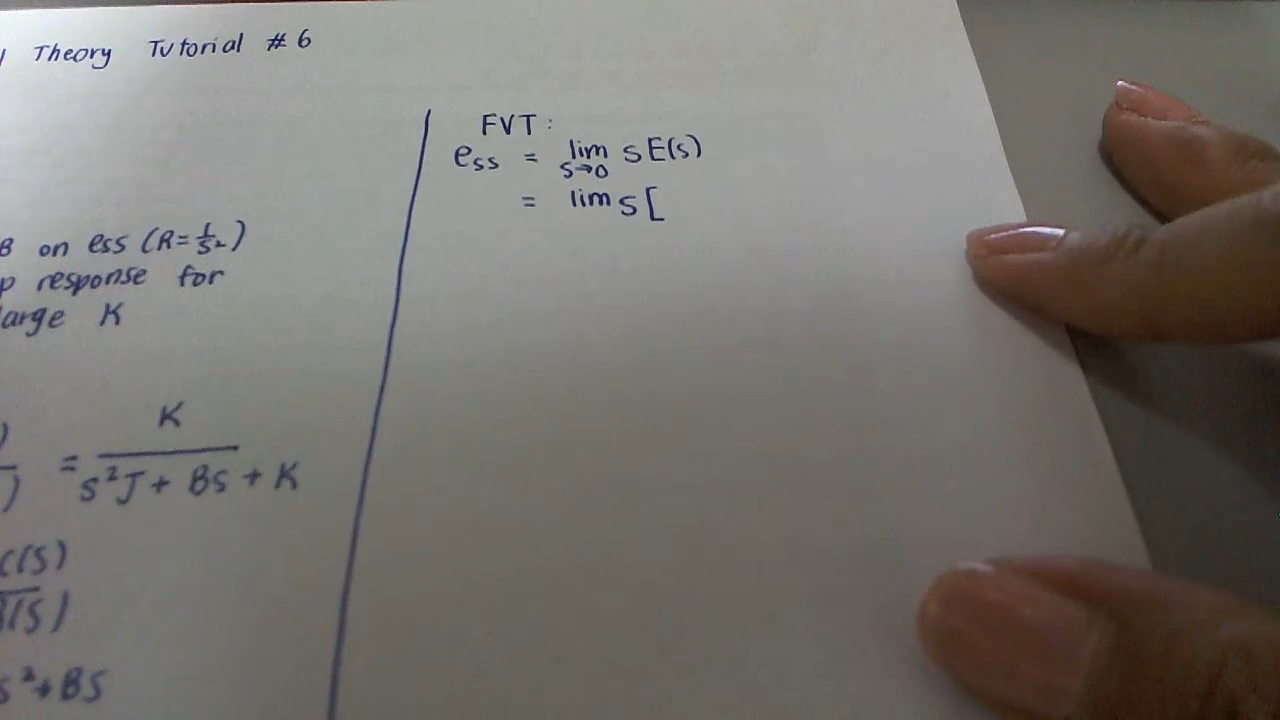 Theory Tutorial #6
FVT:
ess = lim s→0 sE(s)
= lim s[
B on ess (R=1/s²)
p response for
large K
= K / s²J + Bs + K
C(s)
s²+Bs